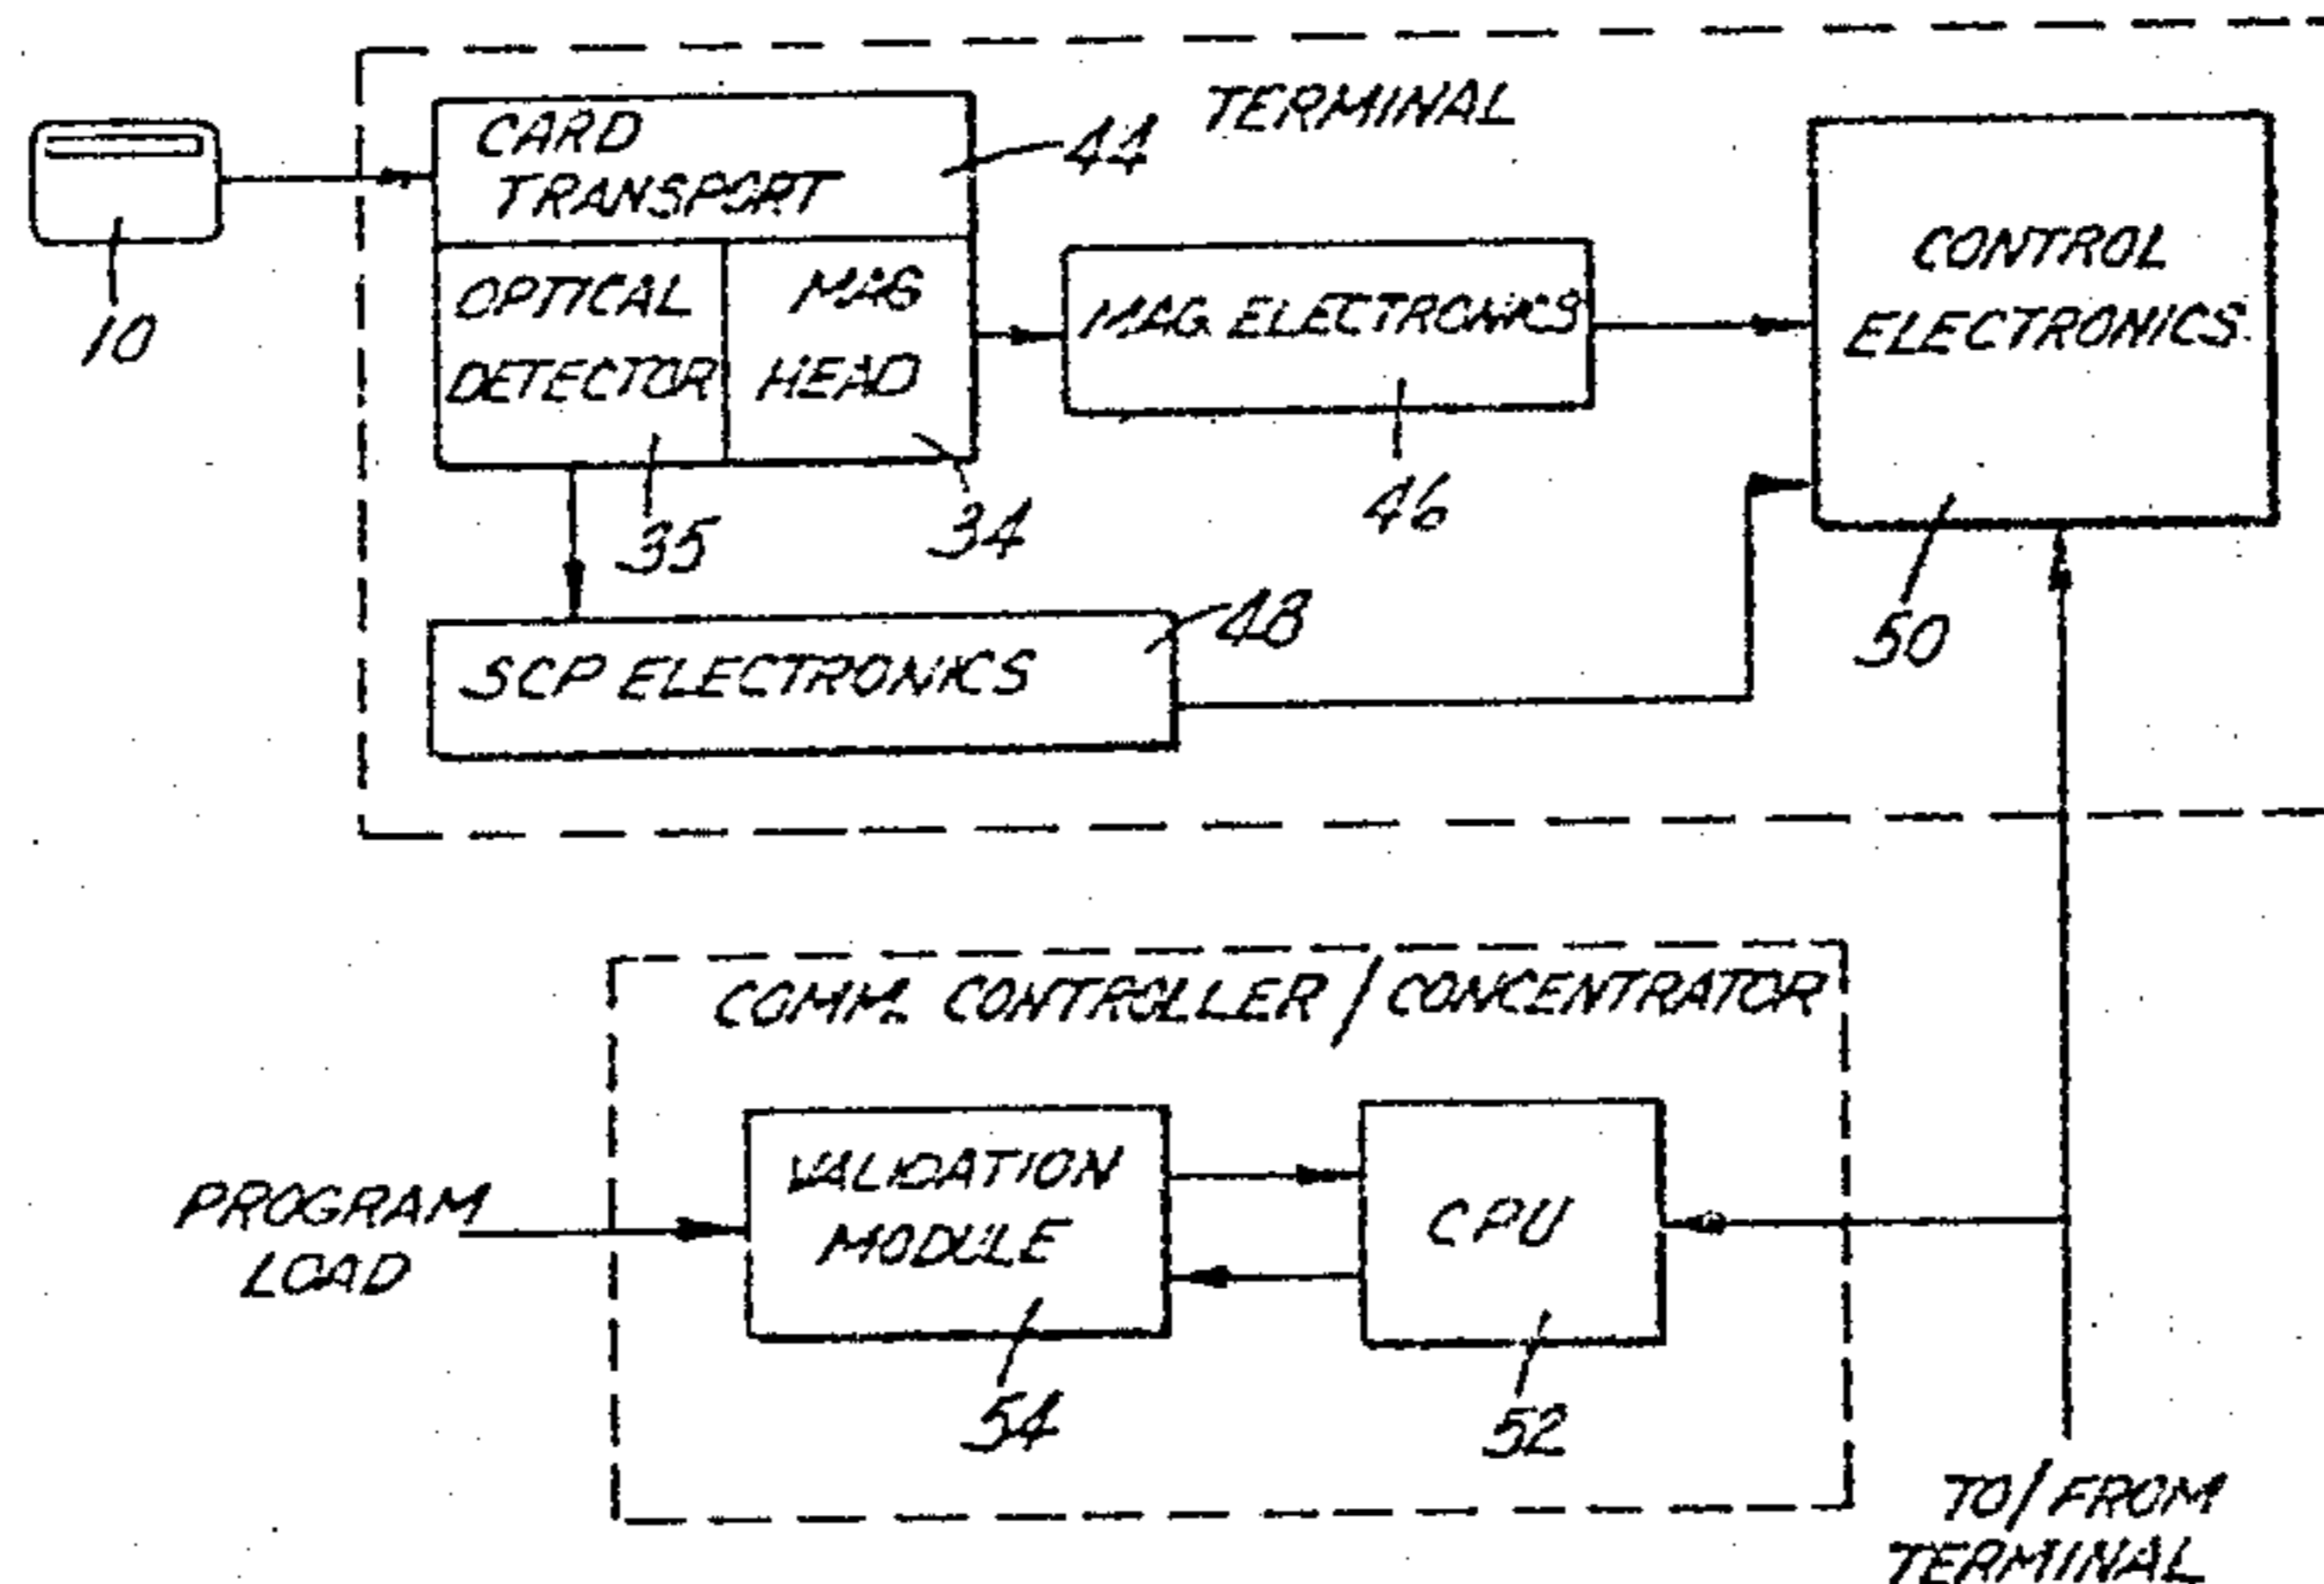 TERMINAL
CARD
TRANSPORT
44
10
OPTICAL
DETECTOR
MAG
HEAD
MAG. ELECTRONICS
CONTROL
ELECTRONICS
35
34
46
50
SCP ELECTRONICS
48
COMM. CONTROLLER / CONCENTRATOR
PROGRAM
LOAD
VALIDATION
MODULE
CPU
54
52
TO/FROM
TERMINAL